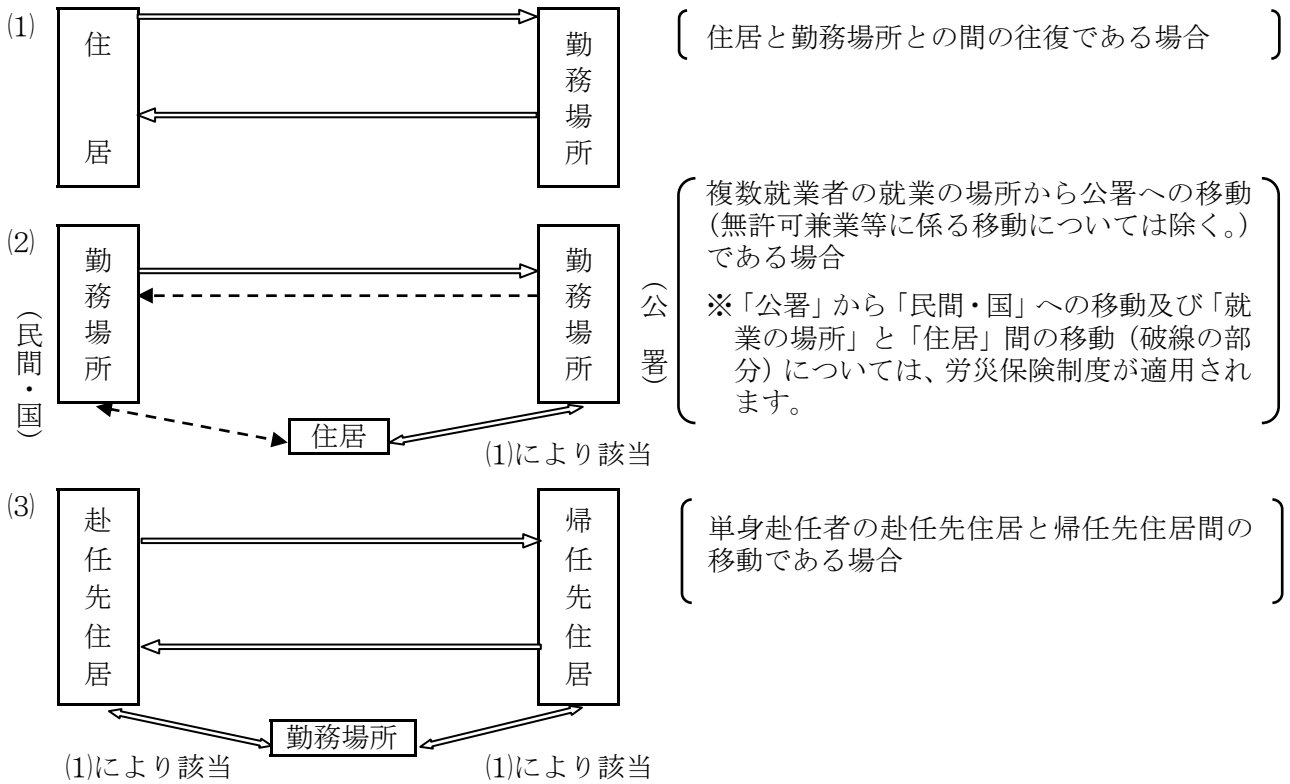 ⑴
住居
勤務場所
住居と勤務場所との間の往復である場合
⑵
勤務場所
(民間・国)
勤務場所
(公署)
住居
⑴により該当
複数就業者の就業の場所から公署への移動
(無許可兼業等に係る移動については除く。)
である場合
※「公署」から「民間・国」への移動及び「就
業の場所」と「住居」間の移動(破線の部
分)については、労災保険制度が適用され
ます。
⑶
赴任先住居
帰任先住居
勤務場所
⑴により該当
⑴により該当
単身赴任者の赴任先住居と帰任先住居間の
移動である場合